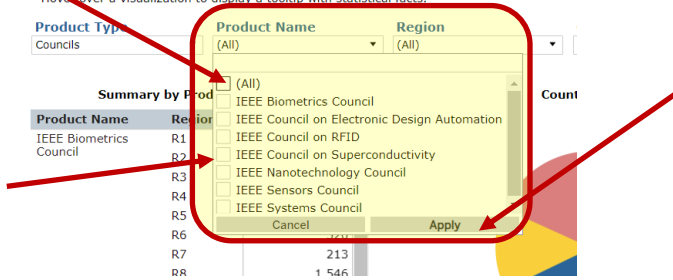 Hover over a visualization to display a tooltip with statistical facts.
Product Type Product Name Region
Councils (All) (All)
(All)
Summary by Prod Count
IEEE Biometrics Council
Product Name Region IEEE Council on Electronic Design Automation
IEEE Biometrics R1 IEEE Council on RFID
Council R2 IEEE Council on Superconductivity
R3 IEEE Nanotechnology Council
R4 IEEE Sensors Council
R5 IEEE Systems Council
Cancel Apply
R6
R7 213
R8 1,546